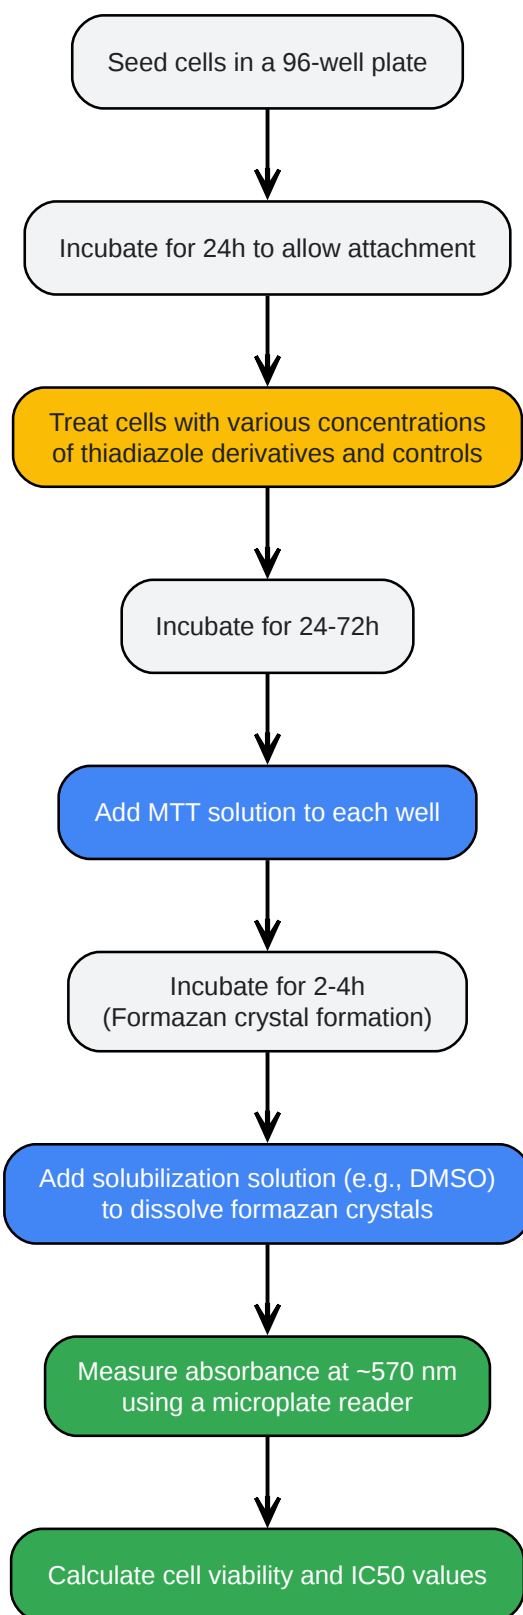 Seed cells in a 96-well plate
Incubate for 24h to allow attachment
Treat cells with various concentrations
of thiadiazole derivatives and controls
Incubate for 24-72h
Add MTT solution to each well
Incubate for 2-4h
(Formazan crystal formation)
Add solubilization solution (e.g., DMSO)
to dissolve formazan crystals
Measure absorbance at ~570 nm
using a microplate reader
Calculate cell viability and IC50 values